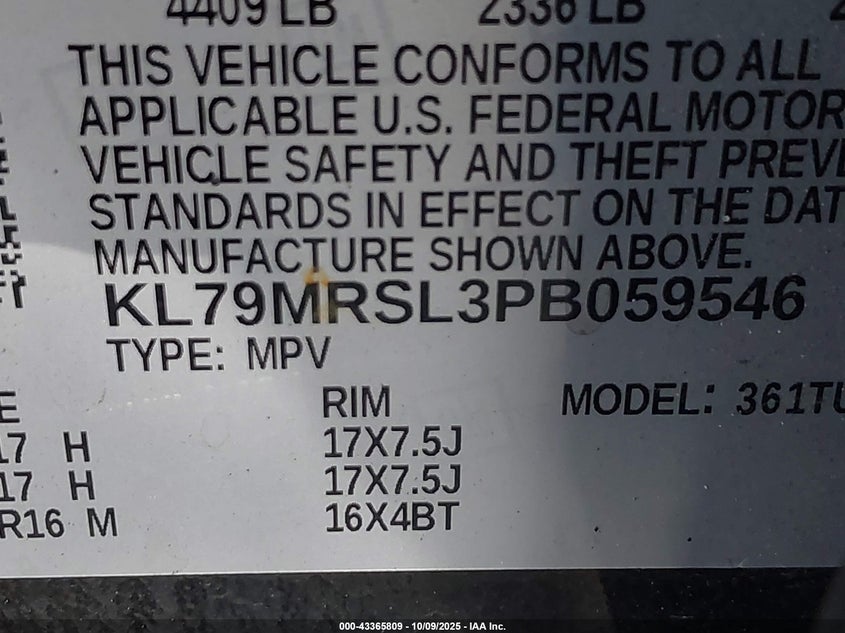 4409 LB 2336 LB
THIS VEHICLE CONFORMS TO ALL
APPLICABLE U.S. FEDERAL MOTOR
VEHICLE SAFETY AND THEFT PREVE
STANDARDS IN EFFECT ON THE DAT
MANUFACTURE SHOWN ABOVE.
KL79MRSL3PB059546
TYPE: MPV
E RIM MODEL: 361TU
17 H 17X7.5J
17 H 17X7.5J
R16 M 16X4BT
000-43365809 - 10/09/2025 - IAA Inc.